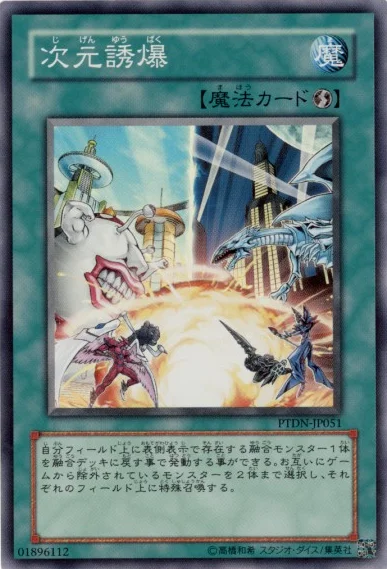 次元誘爆
魔
【魔法カード】
PTDN-JP051
自分フィールド上に表側表示で存在する融合モンスター1体
を融合デッキに戻す事で発動する事ができる。お互いにゲー
ムから除外されているモンスターを2体まで選択し、それ
ぞれのフィールド上に特殊召喚する。
01896112
©高橋和希 スタジオ・ダイス/集英社